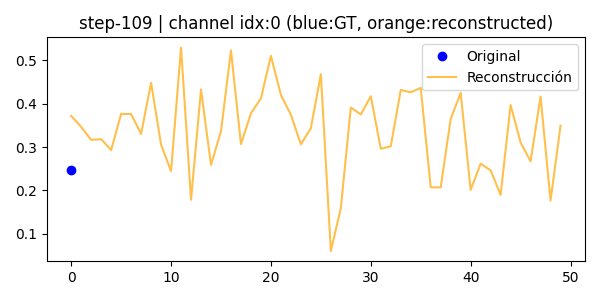 step-109 | channel idx:0 (blue:GT, orange:reconstructed)
Original
Reconstrucción
0.5
0.4
0.3
0.2
0.1
0 10 20 30 40 50